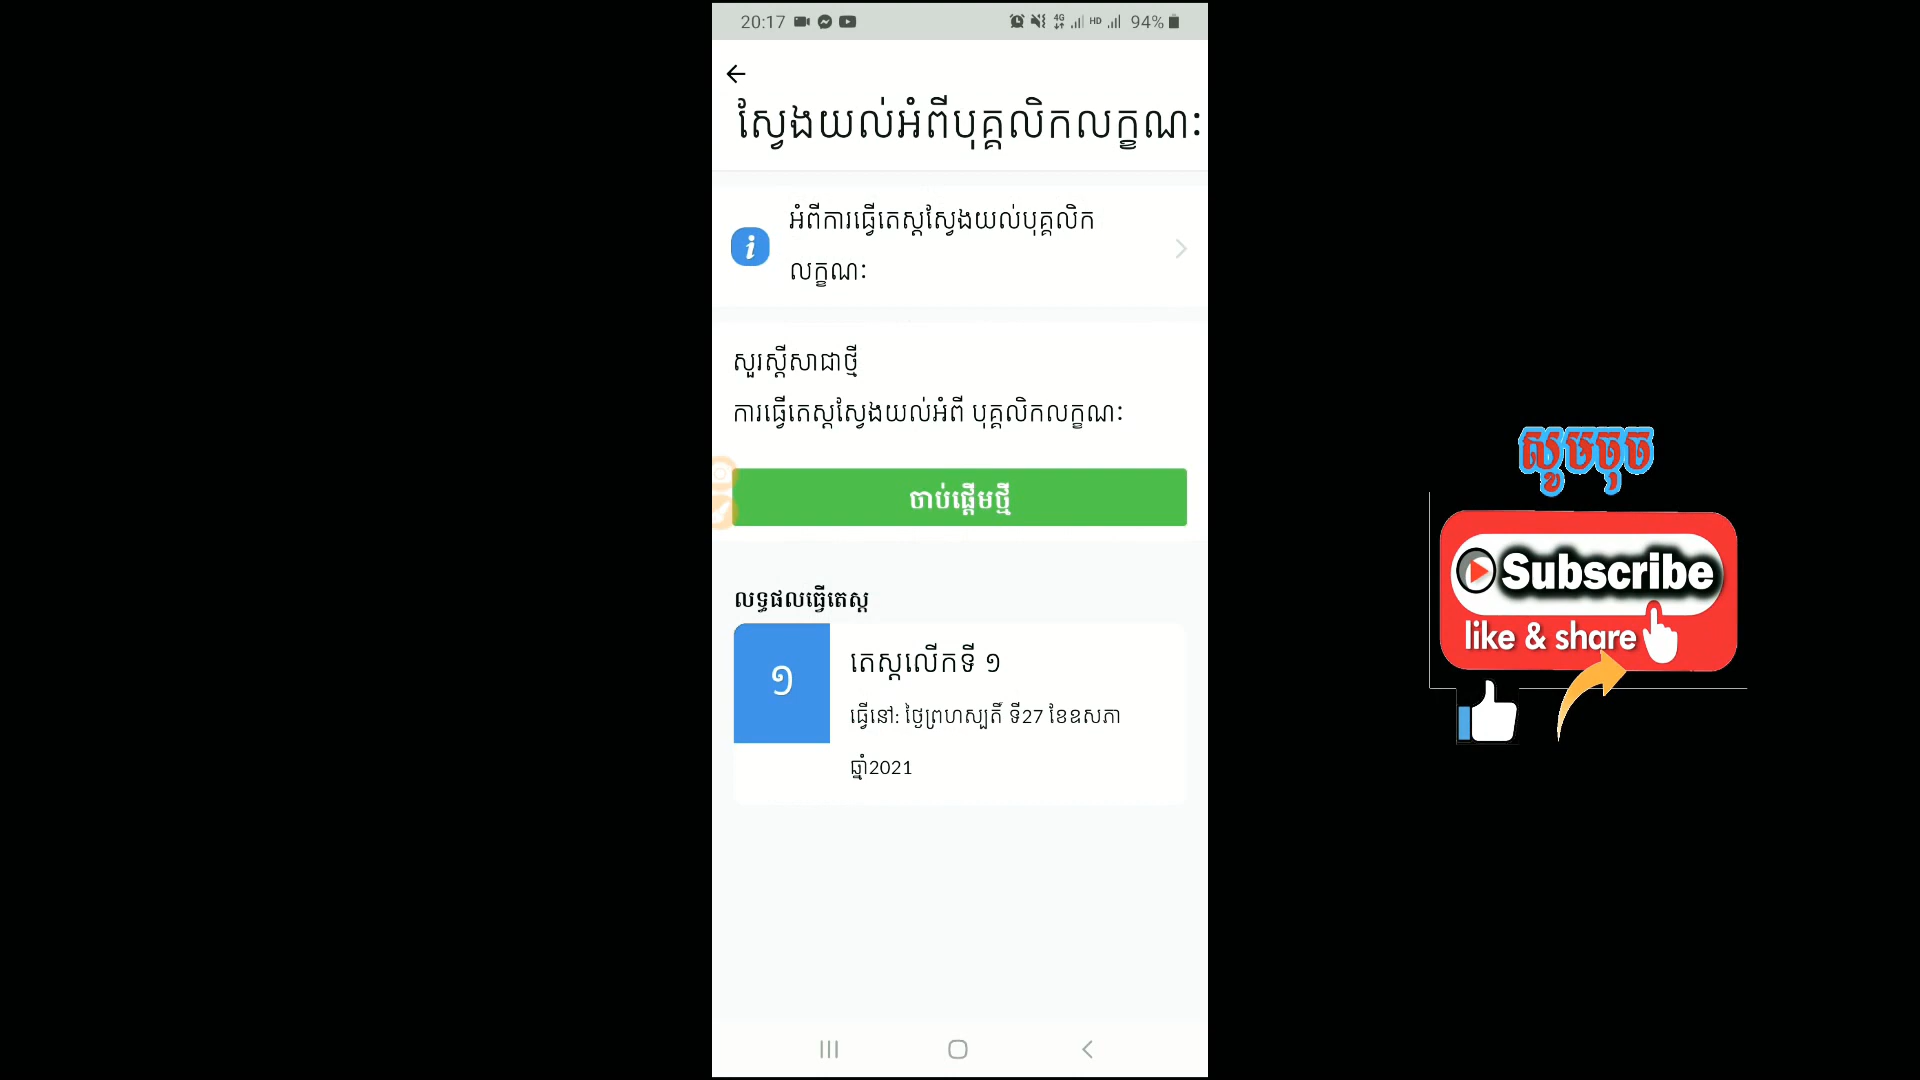 20:17
4G HD 94%
ស្វែងយល់អំពីបុគ្គលិកលក្ខណៈ
អំពីការធ្វើតេស្តស្វែងយល់បុគ្គលិក
លក្ខណៈ
សួរស្ដីសាជាថ្មី
ការធ្វើតេស្តស្វែងយល់អំពី បុគ្គលិកលក្ខណៈ
ចាប់ផ្ដើមថ្មី
លទ្ធផលធ្វើតេស្ត
១
តេស្តលើកទី ១
ធ្វើនៅ: ថ្ងៃព្រហស្បតិ៍ ទី27 ខែឧសភា
ឆ្នាំ2021
សូមចុច
Subscribe
like & share